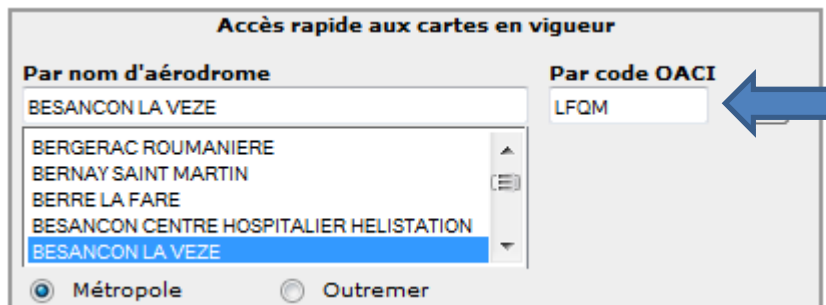 Accès rapide aux cartes en vigueur
Par nom d'aérodrome Par code OACI
BESANCON LA VEZE LFQM
BERGERAC ROUMANIERE
BERNAY SAINT MARTIN
BERRE LA FARE
BESANCON CENTRE HOSPITALIER HELISTATION
BESANCON LA VEZE
Métropole Outremer